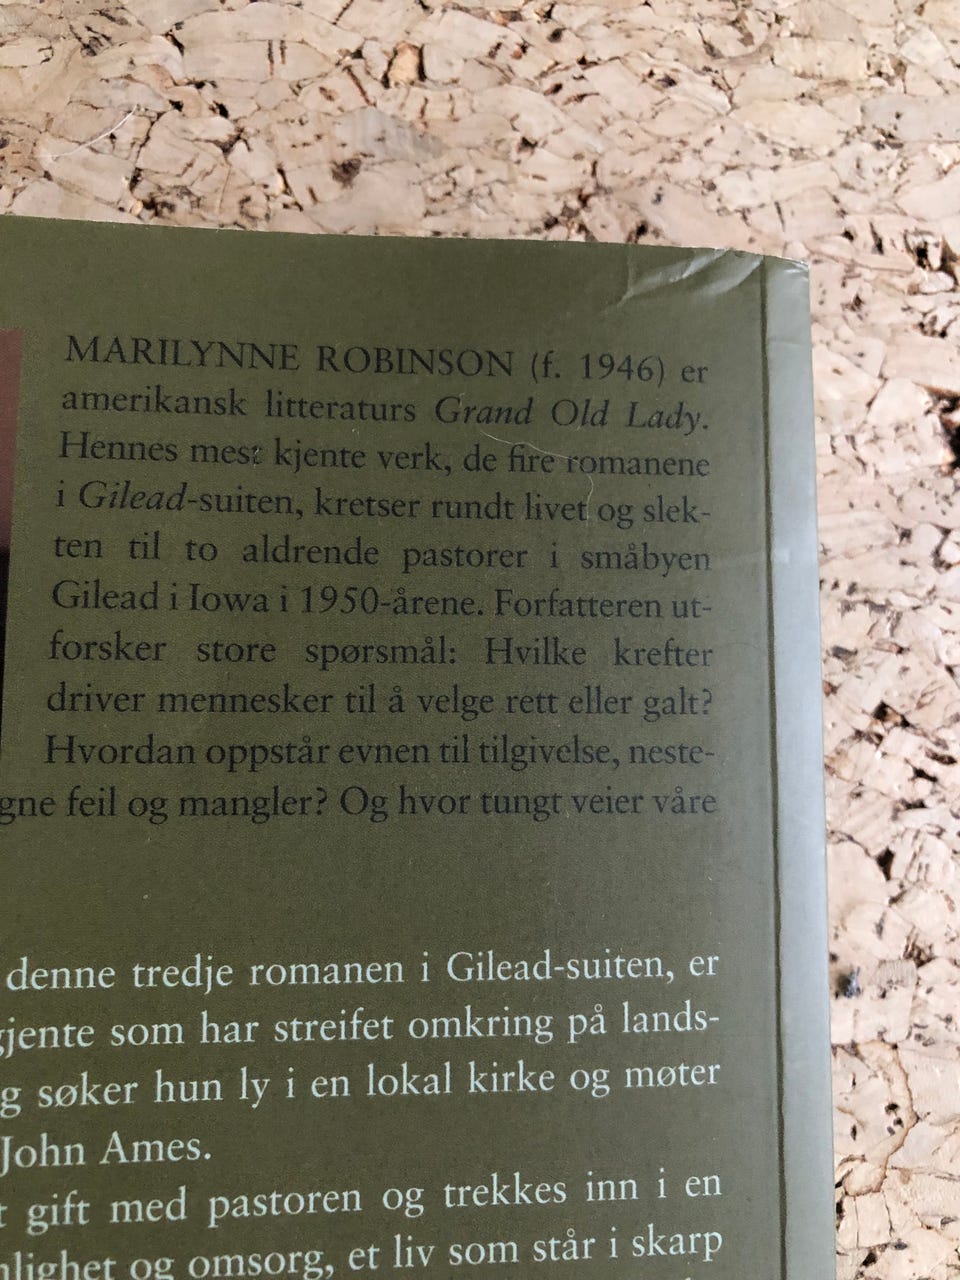 MARILYNNE ROBINSON (f. 1946) er
amerikansk litteraturs Grand Old Lady.
Hennes mest kjente verk, de fire romanene
i Gilead-suiten, kretser rundt livet og slek-
ten til to aldrende pastorer i småbyen
Gilead i Iowa i 1950-årene. Forfatteren ut-
forsker store spørsmål: Hvilke krefter
driver mennesker til å velge rett eller galt?
Hvordan oppstår evnen til tilgivelse, neste-
gne feil og mangler? Og hvor tungt veier våre
denne tredje romanen i Gilead-suiten, er
gjente som har streifet omkring på lands-
g søker hun ly i en lokal kirke og møter
John Ames.
t gift med pastoren og trekkes inn i en
nlighet og omsorg, et liv som står i skarp